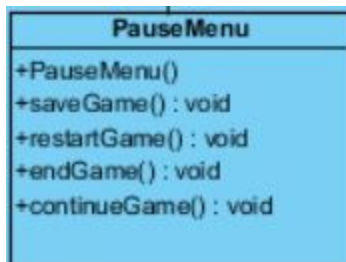 PauseMenu
+PauseMenu()
+saveGame() : void
+restartGame() : void
+endGame() : void
+continueGame() : void